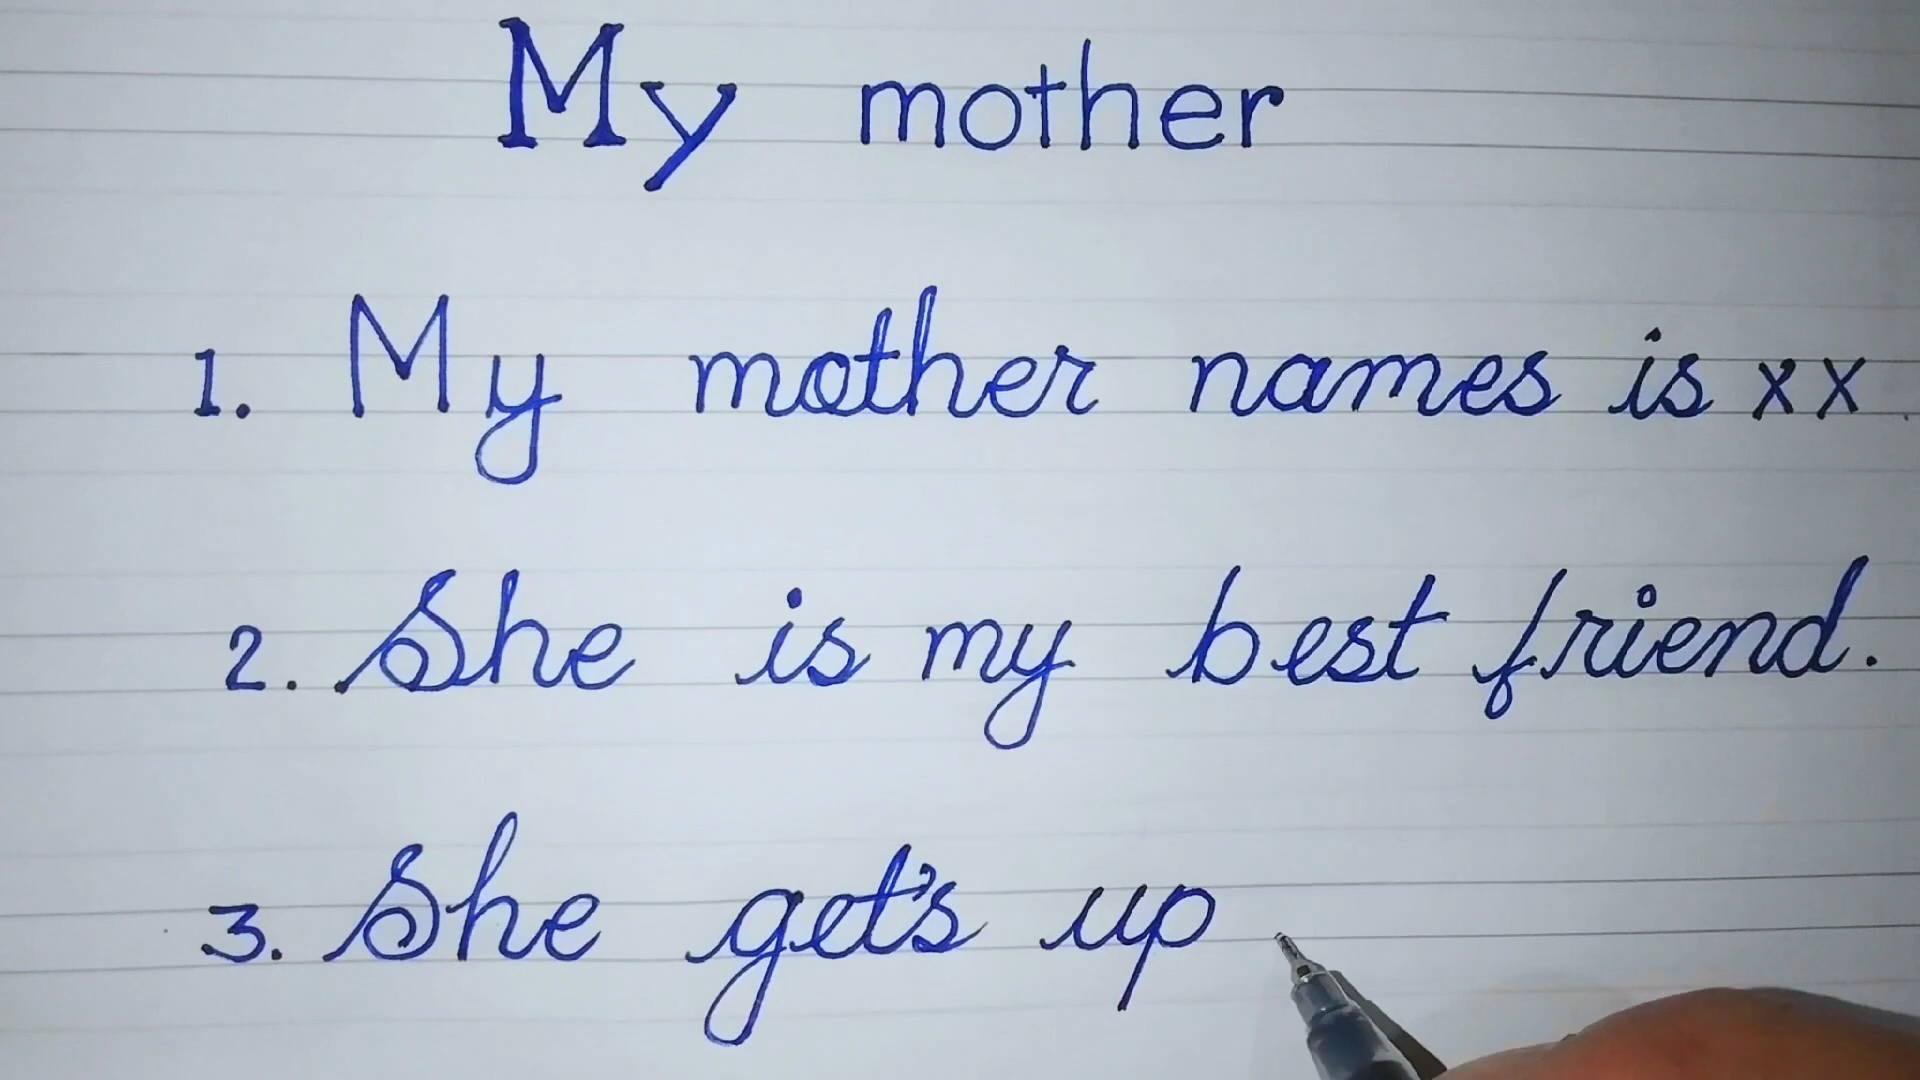 My mother
1. My mother names is xx
2. She is my best friend.
3. She get's up